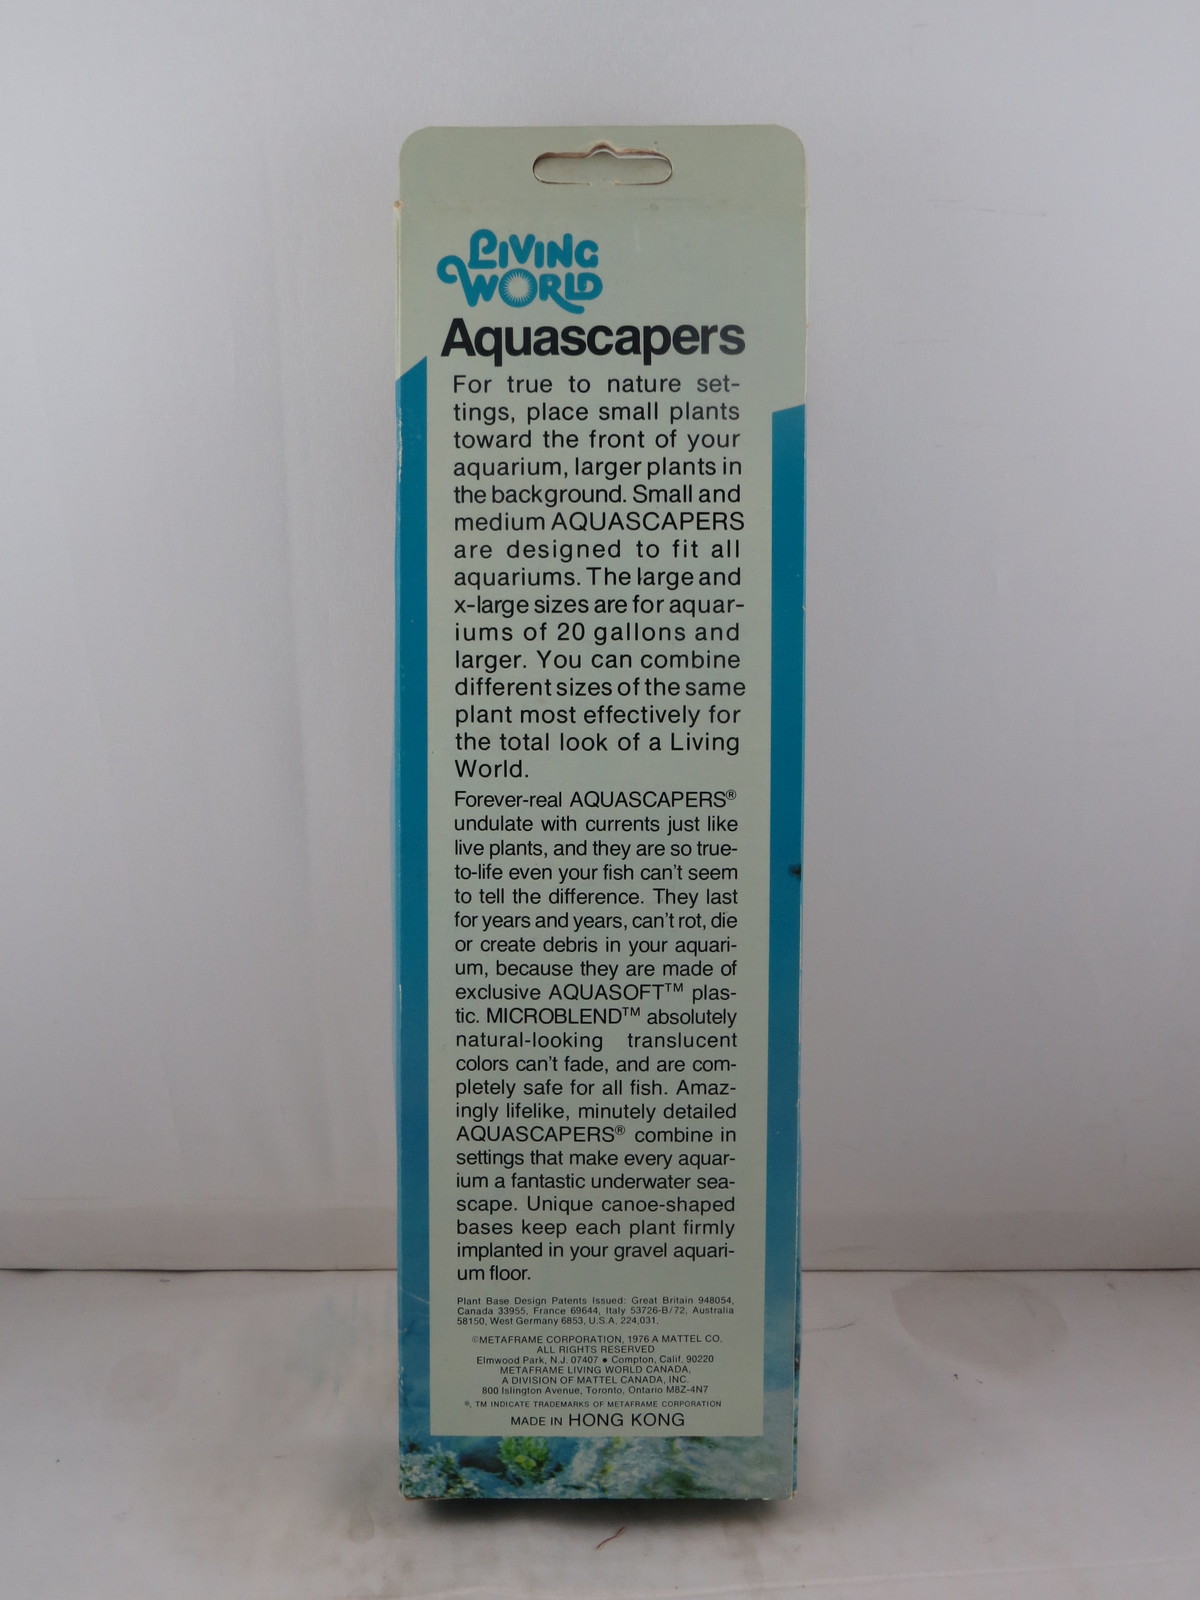 LIVING
WORLD
Aquascapers
For true to nature set-
tings, place small plants
toward the front of your
aquarium, larger plants in
the background. Small and
medium AQUASCAPERS
are designed to fit all
aquariums. The large and
x-large sizes are for aquar-
iums of 20 gallons and
larger. You can combine
different sizes of the same
plant most effectively for
the total look of a Living
World.
Forever-real AQUASCAPERS®
undulate with currents just like
live plants, and they are so true-
to-life even your fish can't seem
to tell the difference. They last
for years and years, can't rot, die
or create debris in your aquari-
um, because they are made of
exclusive AQUASOFT™ plas-
tic. MICROBLEND™ absolutely
natural-looking translucent
colors can't fade, and are com-
pletely safe for all fish. Amaz-
ingly lifelike, minutely detailed
AQUASCAPERS® combine in
settings that make every aquar-
ium a fantastic underwater sea-
scape. Unique canoe-shaped
bases keep each plant firmly
implanted in your gravel aquari-
um floor.
Plant Base Design Patents Issued: Great Britain 948054,
Canada 33955, France 69644, Italy 53726-B/72, Australia
58150, West Germany 6853, U.S.A. 224,031.
©METAFRAME CORPORATION, 1976 A MATTEL CO.
ALL RIGHTS RESERVED
Elmwood Park, N.J. 07407 • Compton, Calif. 90220
METAFRAME LIVING WORLD CANADA,
A DIVISION OF MATTEL CANADA, INC.
800 Islington Avenue, Toronto, Ontario M8Z-4N7
®, TM INDICATE TRADEMARKS OF METAFRAME CORPORATION
MADE IN HONG KONG